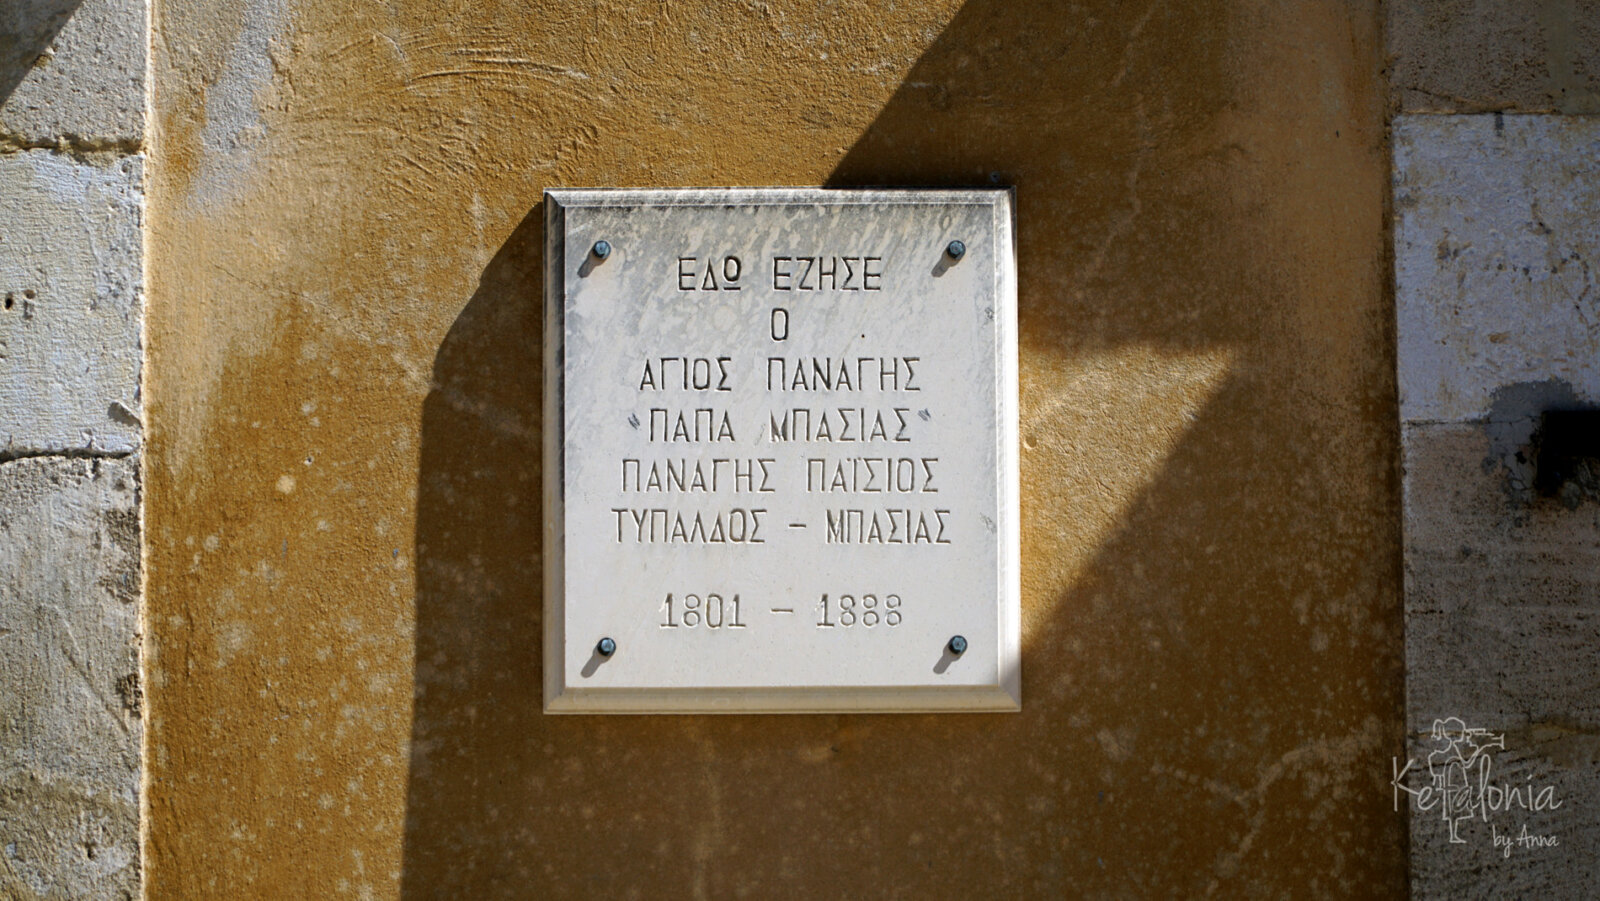 ΕΔΩ ΕΖΗΣΕ
Ο
ΑΓΙΟΣ ΠΑΝΑΓΗΣ
"ΠΑΠΑ ΜΠΑΣΙΑΣ"
ΠΑΝΑΓΗΣ ΠΑΪΣΙΟΣ
ΤΥΠΑΛΔΟΣ - ΜΠΑΣΙΑΣ
1801 - 1888
Kefalonia
by Anna